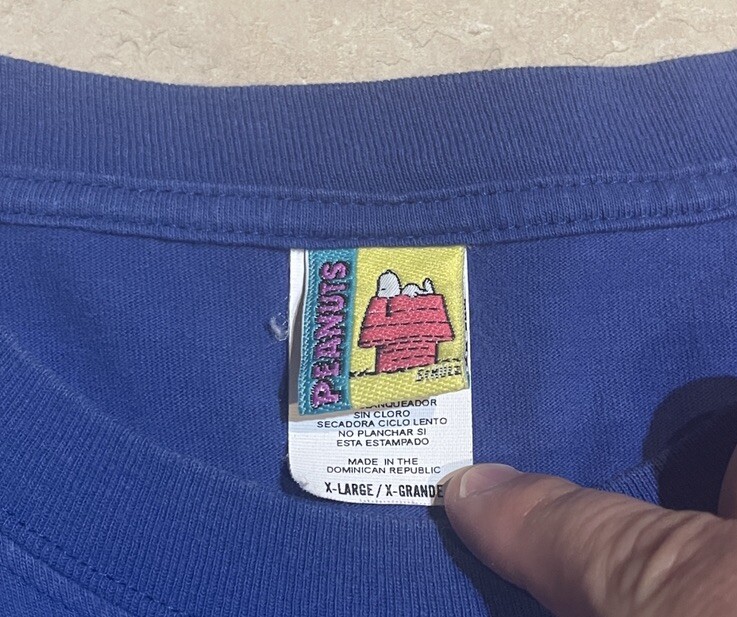 PEANUTS
SCHULZ
BLANQUEADOR
SIN CLORO
SECADORA CICLO LENTO
NO PLANCHAR SI
ESTA ESTAMPADO
MADE IN THE
DOMINICAN REPUBLIC
X-LARGE / X-GRANDE